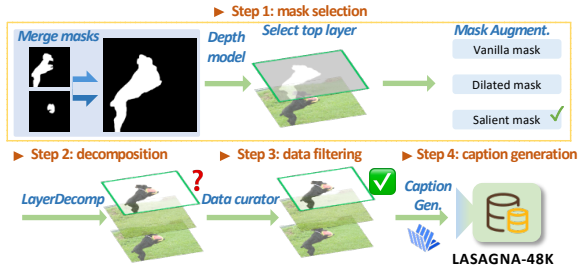 Step 1: mask selection
Merge masks
Depth model
Select top layer
Mask Augment.
Vanilla mask
Dilated mask
Salient mask
Step 2: decomposition
Step 3: data filtering
Step 4: caption generation
LayerDecomp
?
Data curator
Caption Gen.
LASAGNA-48K